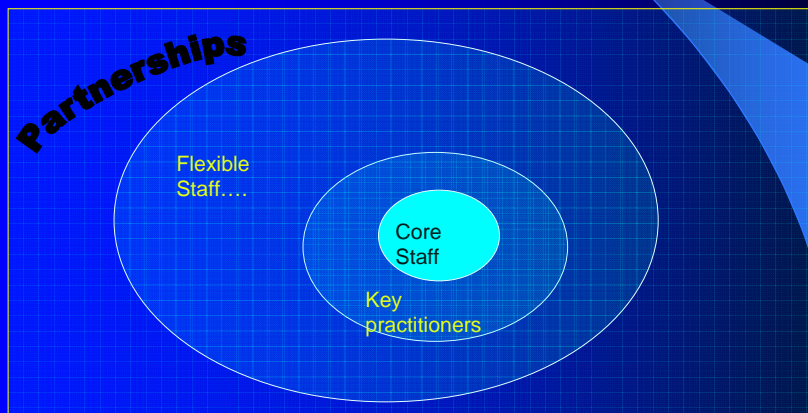 Partnerships
Flexible
Staff....
Core
Staff
Key
practitioners